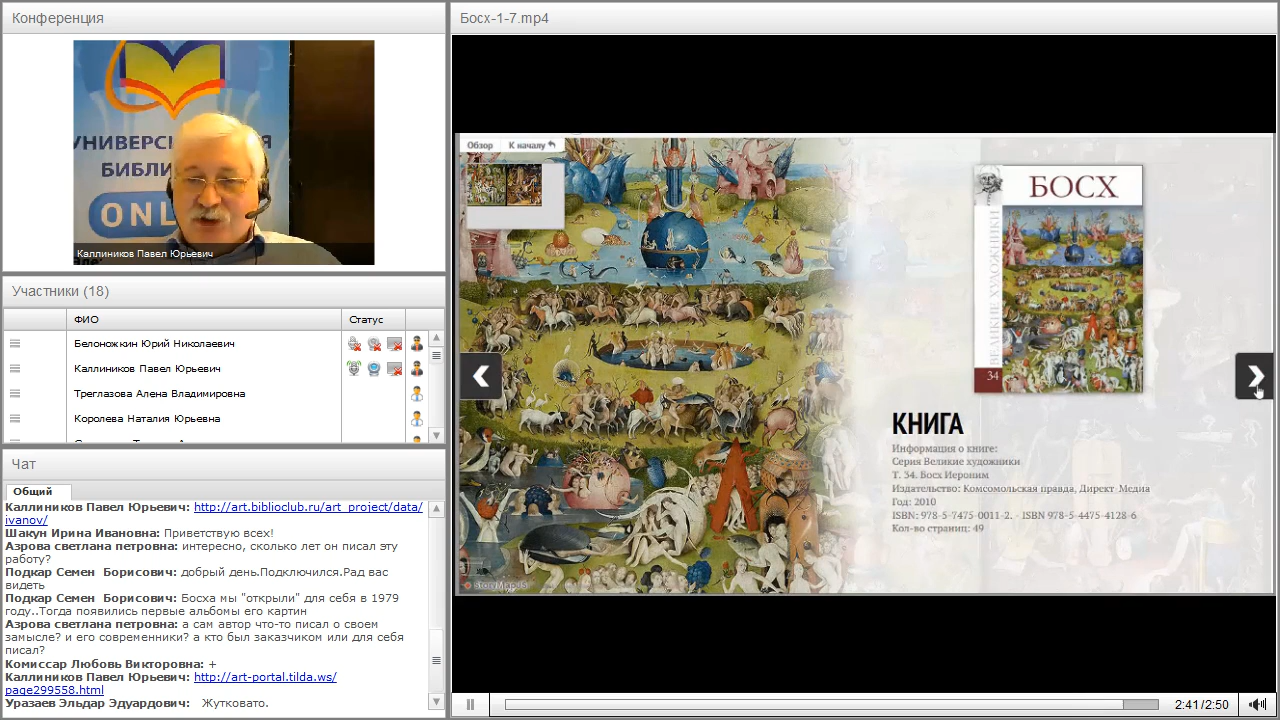 Конференция
УНИВЕРС
БИБЛИ
ONL
Каллиников Павел Юрьевич
Участники (18)
ФИО
Статус
Белоножкин Юрий Николаевич
Каллиников Павел Юрьевич
Треглазова Алена Владимировна
Королева Наталия Юрьевна
Чат
Общий
Каллиников Павел Юрьевич: http://art.biblioclub.ru/art_project/data/
ivanov/
Шакун Ирина Ивановна: Приветствую всех!
Азрова светлана петровна: интересно, сколько лет он писал эту
работу?
Подкар Семен Борисович: добрый день.Подключился.Рад вас
видеть
Подкар Семен Борисович: Босха мы "открыли" для себя в 1979
году..Тогда появились первые альбомы его картин
Азрова светлана петровна: а сам автор что-то писал о своем
замысле? и его современники? а кто был заказчиком или для себя
писал?
Комиссар Любовь Викторовна: +
Каллиников Павел Юрьевич: http://art-portal.tilda.ws/
page299558.html
Уразаев Эльдар Эдуардович: Жутковато.
Босх-1-7.mp4
Обзор
К началу
БОСХ
ВЕЛИКИЕ ХУДОЖНИКИ
34
КНИГА
Информация о книге:
Серия Великие художники
Т. 34. Босх Иероним
Издательство: Комсомольская правда, Директ-Медиа
Год: 2010
ISBN: 978-5-7475-0011-2. - ISBN 978-5-4475-4128-6
Кол-во страниц: 49
StoryMapJS
2:41/2:50